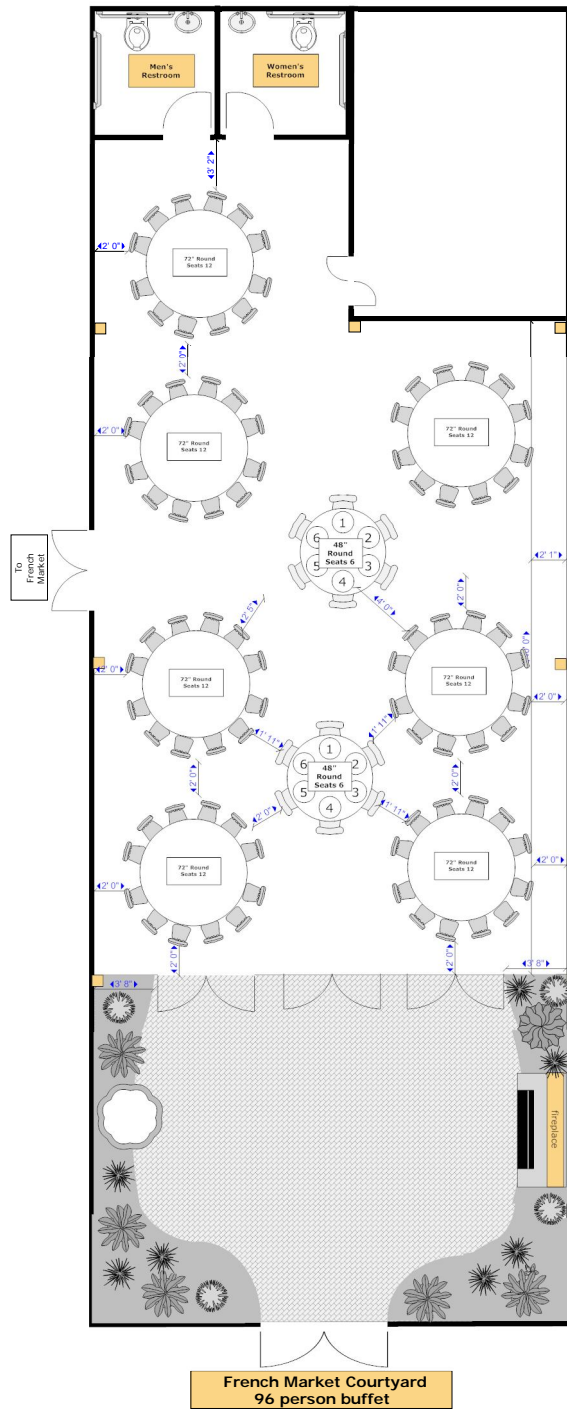 Men's
Restroom
Women's
Restroom
3' 2"
2' 0"
72" Round
Seats 12
2' 0"
2' 0"
72" Round
Seats 12
72" Round
Seats 12
To
French
Market
1
6
2
48"
Round
Seats 6
5
3
4
2' 1"
2' 0"
2' 5"
4' 0"
2' 0"
72" Round
Seats 12
72" Round
Seats 12
2' 0"
1' 11"
1' 11"
1
6
2
48"
Round
Seats 6
5
3
4
2' 0"
2' 0"
2' 0"
1' 11"
72" Round
Seats 12
72" Round
Seats 12
2' 0"
2' 0"
2' 0"
2' 0"
3' 8"
3' 8"
fireplace
French Market Courtyard
96 person buffet